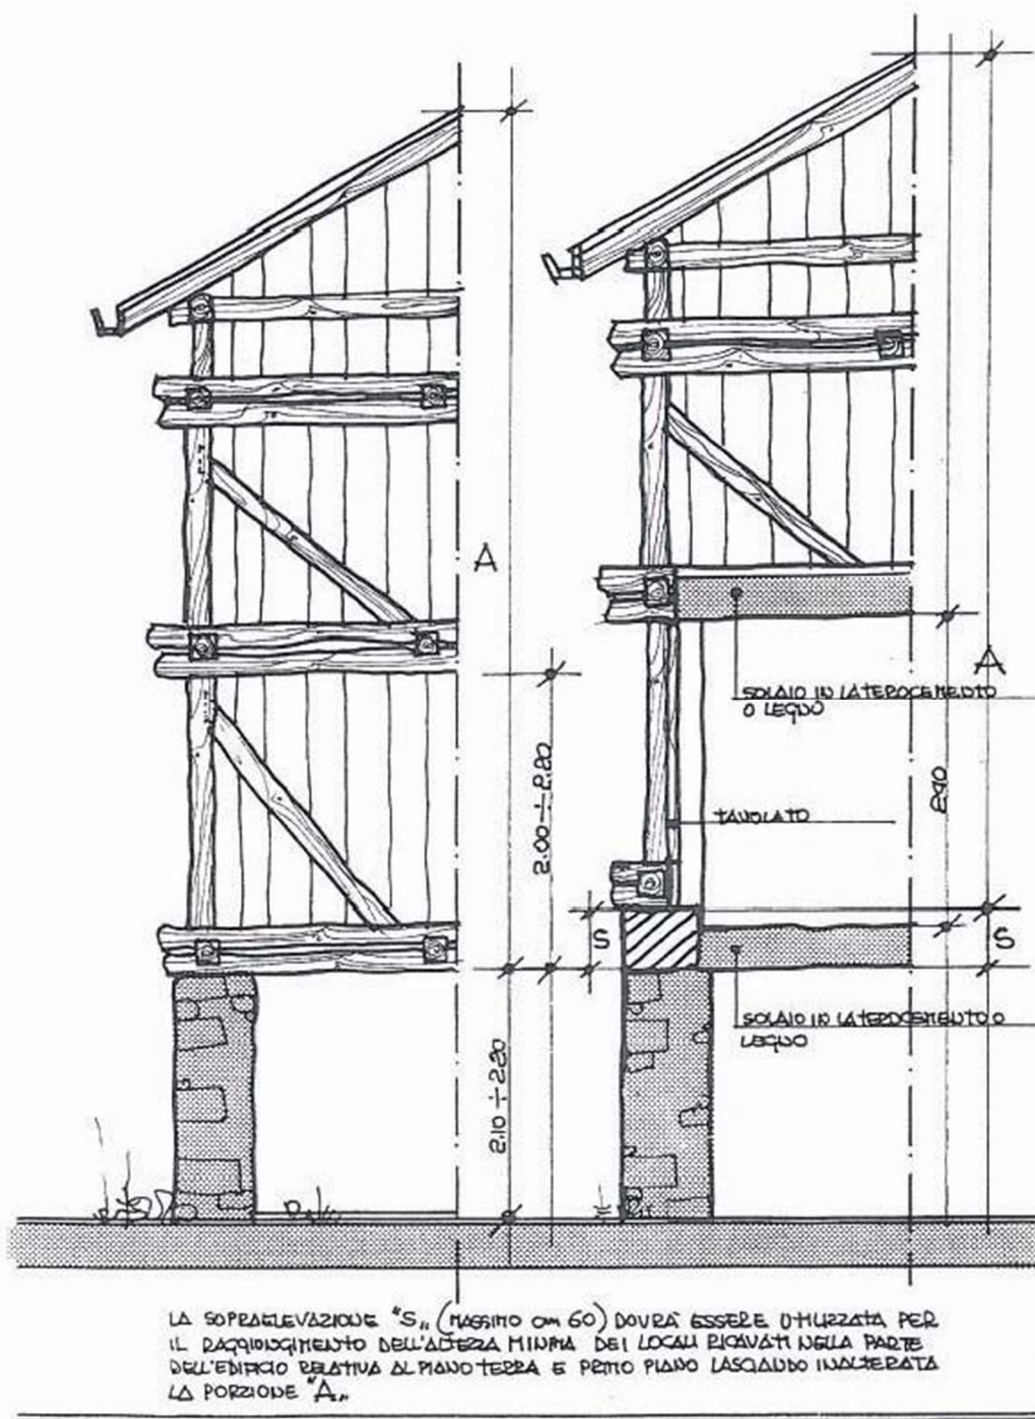 A
2.00÷2.20
2.10÷2.20
SOLAIO IN LATEROCEMENTO
O LEGNO
A
2.90
TAVOLATO
S
S
SOLAIO IN LATEROCEMENTO O
LEGNO
LA SOPRAELEVAZIONE "S„ (MASSIMO cm 60) DOVRÀ ESSERE UTILIZZATA PER
IL RAGGIUNGIMENTO DELL'ALTEZZA MINIMA DEI LOCALI RICAVATI NELLA PARTE
DELL'EDIFICIO RELATIVA AL PIANO TERRA E PRIMO PIANO LASCIANDO INALTERATA
LA PORZIONE "A„